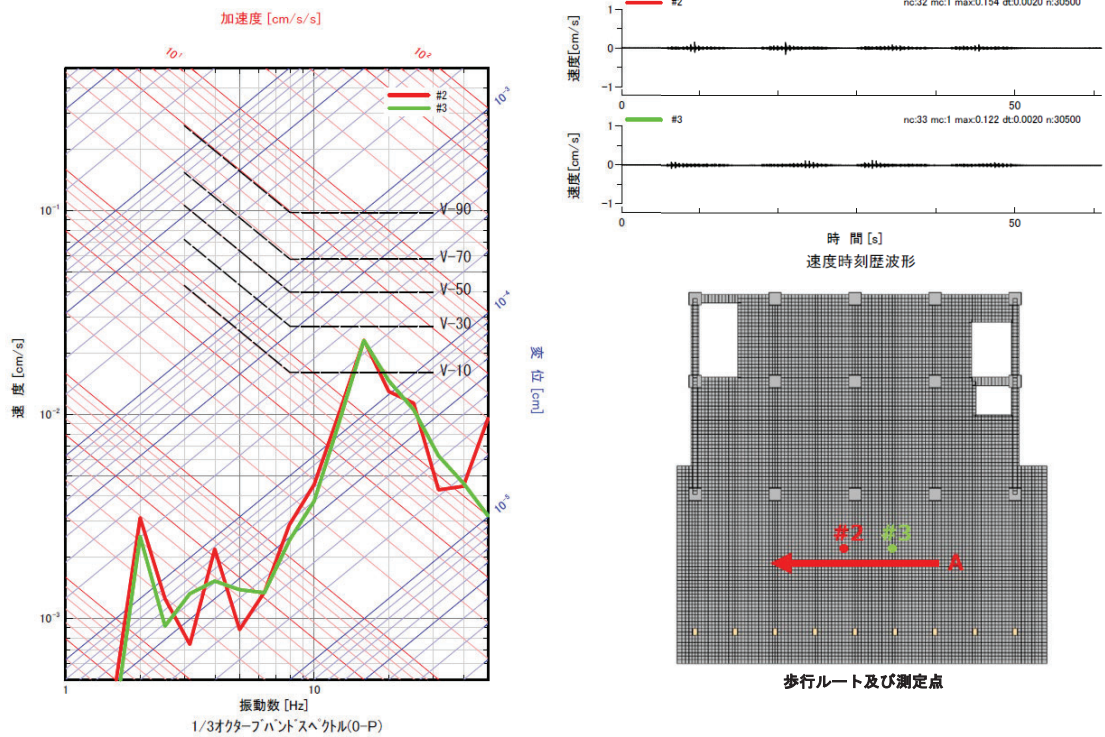 加速度 [cm/s/s]
10¹
10⁰
10⁻³
#2
#3
V-90
V-70
V-50
V-30
V-10
10⁻¹
10⁻²
10⁻³
10⁻⁴
10⁻⁵
速 度 [cm/s]
変 位 [cm]
1
10
振動数 [Hz]
1/3オクターブバンドスペクトル(0-P)
#2
nc:32 mc:1 max:0.154 dt:0.0020 n:30500
速度[cm/s]
1
0
-1
0
50
#3
nc:33 mc:1 max:0.122 dt:0.0020 n:30500
速度[cm/s]
1
0
-1
0
50
時 間 [s]
速度時刻歴波形
#2
#3
A
歩行ルート及び測定点